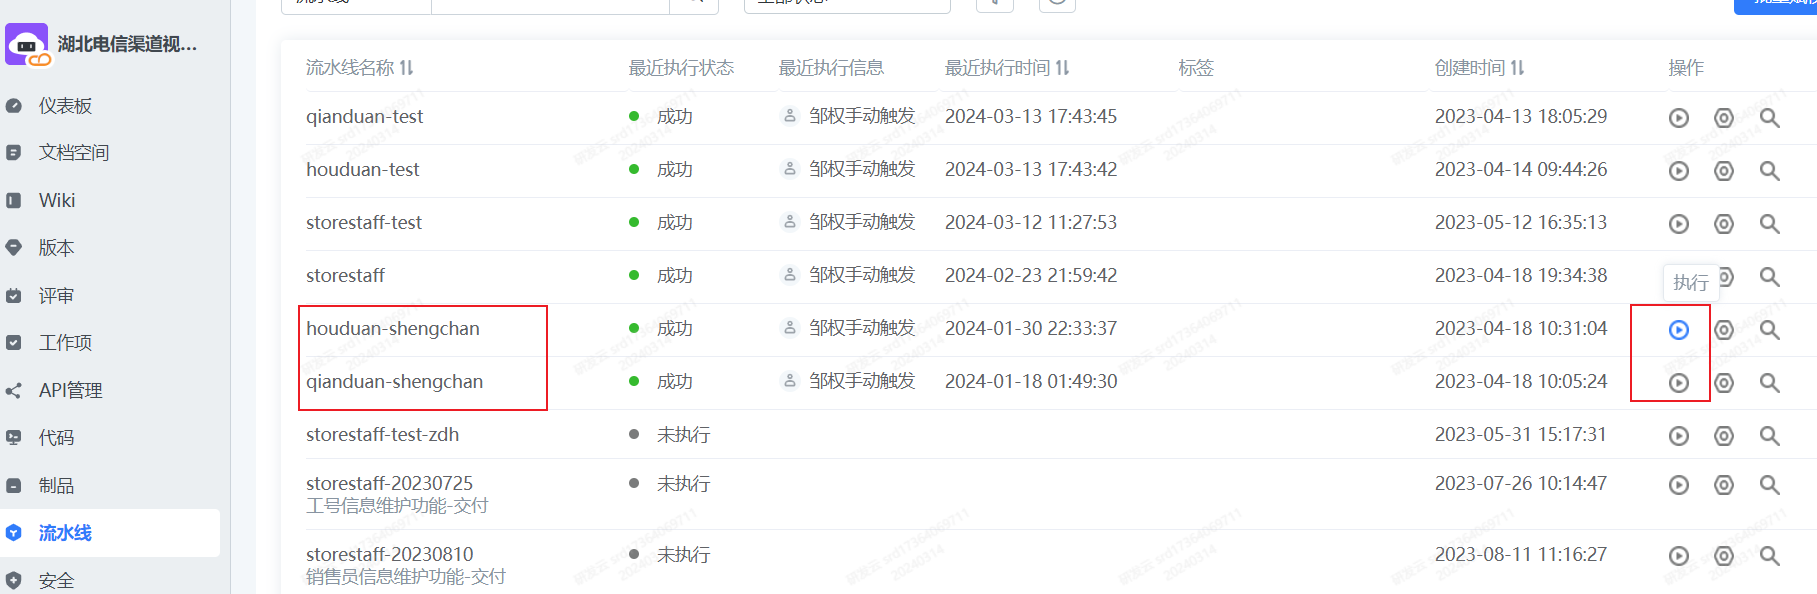 湖北电信渠道视...
仪表板
文档空间
Wiki
版本
评审
工作项
API管理
代码
制品
流水线
安全
流水线名称 最近执行状态 最近执行信息 最近执行时间 标签 创建时间 操作
qianduan-test 成功 邹权手动触发 2024-03-13 17:43:45 2023-04-13 18:05:29
houduan-test 成功 邹权手动触发 2024-03-13 17:43:42 2023-04-14 09:44:26
storestaff-test 成功 邹权手动触发 2024-03-12 11:27:53 2023-05-12 16:35:13
storestaff 成功 邹权手动触发 2024-02-23 21:59:42 2023-04-18 19:34:38
执行
houduan-shengchan 成功 邹权手动触发 2024-01-30 22:33:37 2023-04-18 10:31:04
qianduan-shengchan 成功 邹权手动触发 2024-01-18 01:49:30 2023-04-18 10:05:24
storestaff-test-zdh 未执行 2023-05-31 15:17:31
storestaff-20230725 未执行 2023-07-26 10:14:47
工号信息维护功能-交付
storestaff-20230810 未执行 2023-08-11 11:16:27
销售员信息维护功能-交付
研发云 srd17364069711
20240314